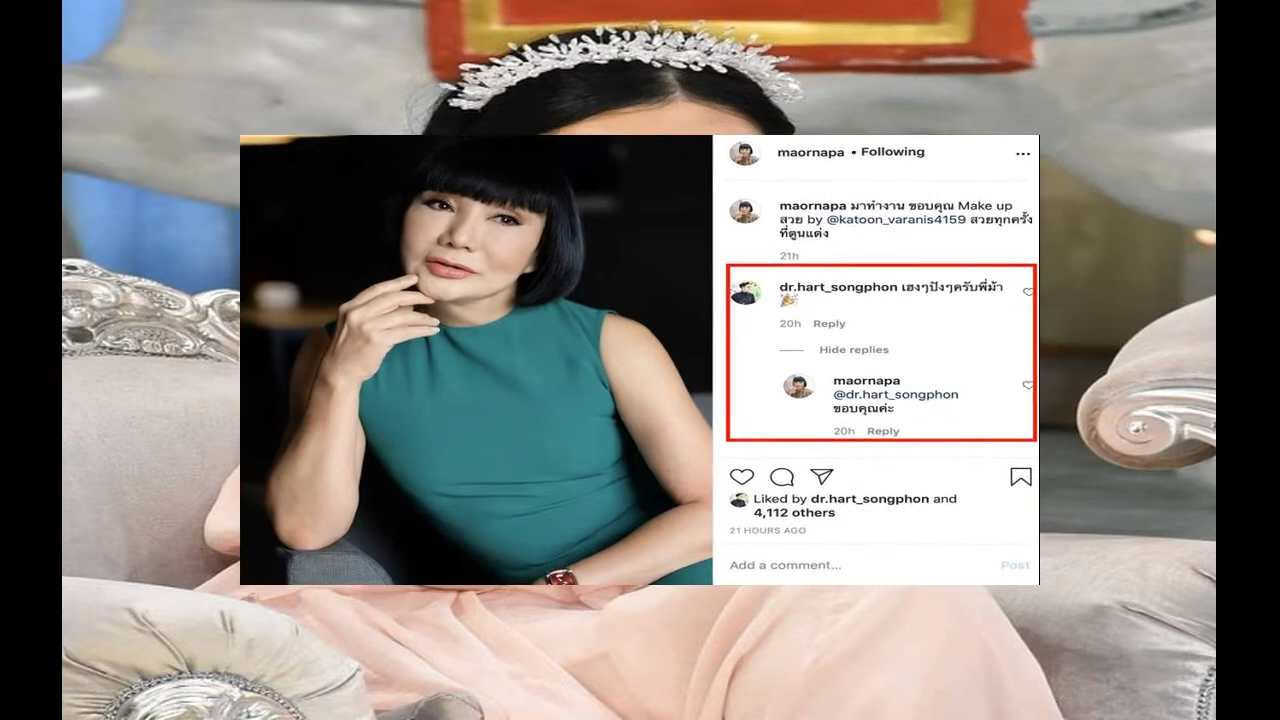 maornapa • Following
maornapa มาทำงาน ขอบคุณ Make up
สวย by @katoon_varanis4159 สวยทุกครั้ง
ที่ตูนแต่ง
21h
dr.hart_songphon เฮงๆปังๆครับพี่ม้า
20h Reply
Hide replies
maornapa
@dr.hart_songphon
ขอบคุณค่ะ
20h Reply
Liked by dr.hart_songphon and
4,112 others
21 HOURS AGO
Add a comment... Post